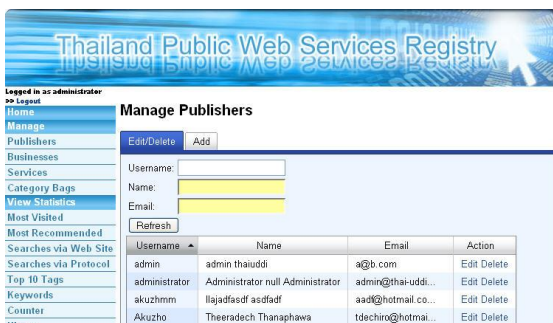 Thailand Public Web Services Registry
Logged in as administrator
>> Logout
Home
Manage
Publishers
Businesses
Services
Category Bags
View Statistics
Most Visited
Most Recommended
Searches via Web Site
Searches via Protocol
Top 10 Tags
Keywords
Counter
Manage Publishers
Edit/Delete Add
Username:
Name:
Email:
Refresh
Username Name Email Action
admin admin thaiuddi a@b.com Edit Delete
administrator Administrator null Administrator admin@thai-uddi... Edit Delete
akuzhmm llajadfasdf asdfadf aadf@hotmail.co... Edit Delete
Akuzho Theeradech Thanaphawa tdechiro@hotmai... Edit Delete